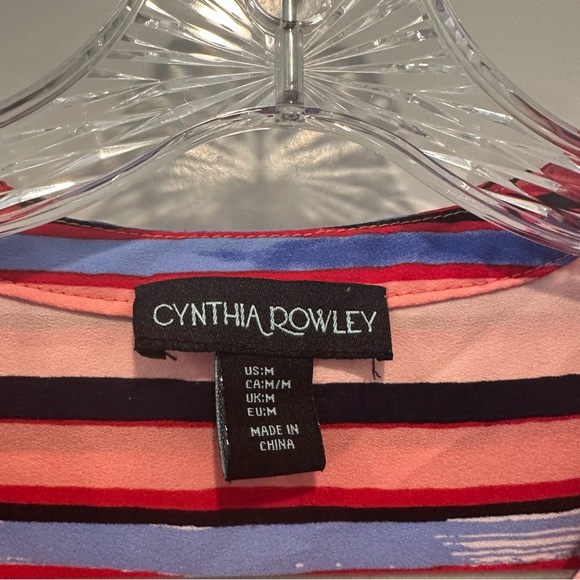 CYNTHIA ROWLEY
US:M
CA:M/M
UK:M
EU:M
MADE IN
CHINA